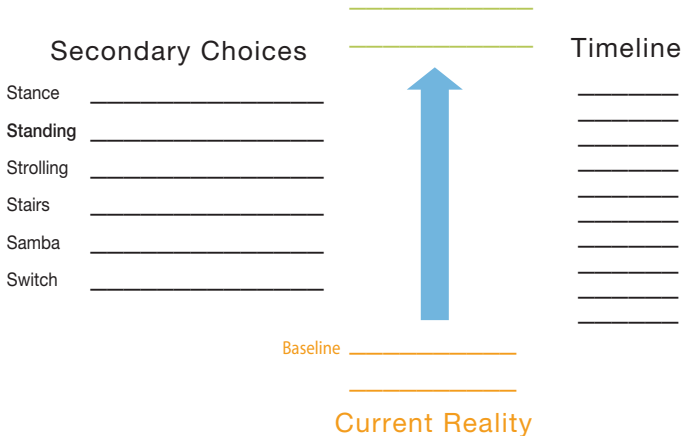 Secondary Choices
Stance
Standing
Strolling
Stairs
Samba
Switch
Timeline
Baseline
Current Reality